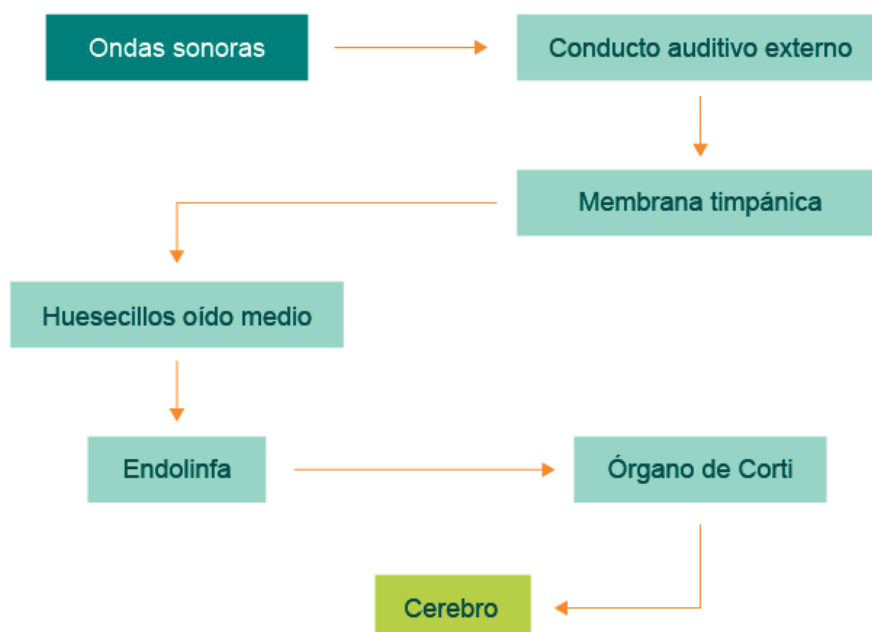 Ondas sonoras
Conducto auditivo externo
Membrana timpánica
Huesecillos oído medio
Endolinfa
Órgano de Corti
Cerebro